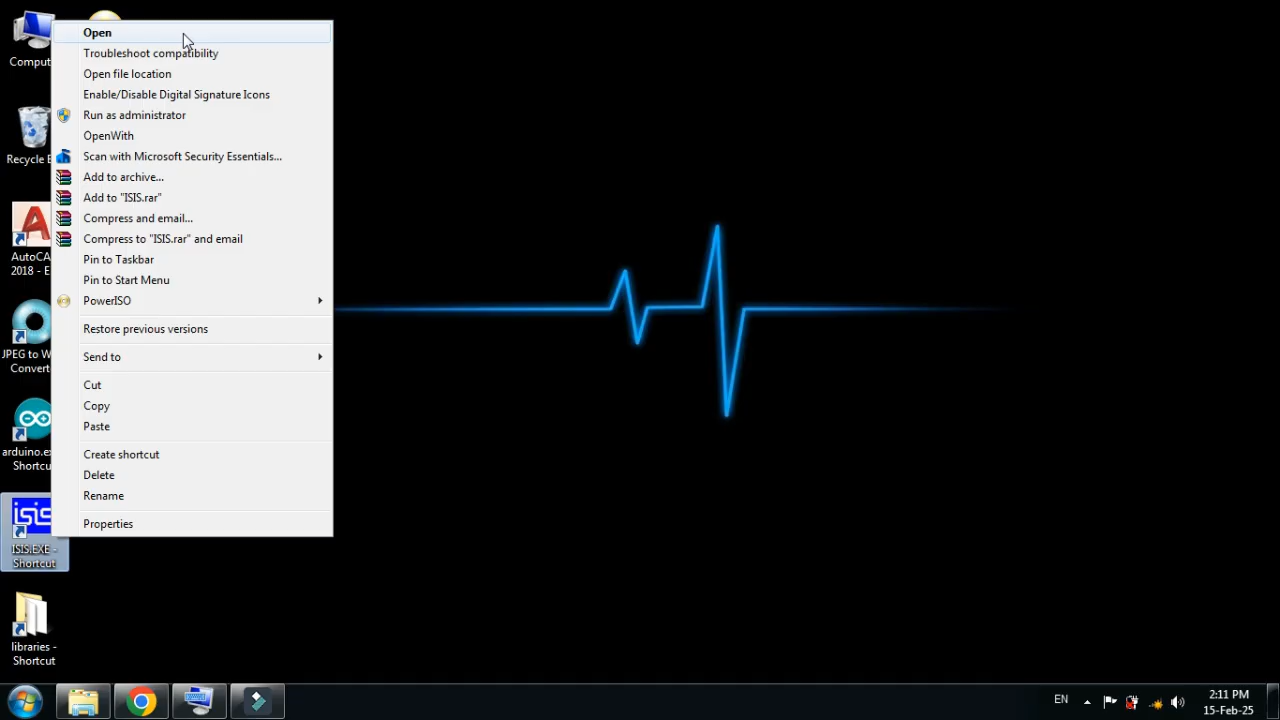 Comput
Recycle B
AutoCA
2018 - E
JPEG to W
Convert
arduino.ex
Shortcu
isis
ISIS.EXE -
Shortcut
libraries -
Shortcut
Open
Troubleshoot compatibility
Open file location
Enable/Disable Digital Signature Icons
Run as administrator
OpenWith
Scan with Microsoft Security Essentials...
Add to archive...
Add to "ISIS.rar"
Compress and email...
Compress to "ISIS.rar" and email
Pin to Taskbar
Pin to Start Menu
PowerISO
Restore previous versions
Send to
Cut
Copy
Paste
Create shortcut
Delete
Rename
Properties
EN
2:11 PM
15-Feb-25